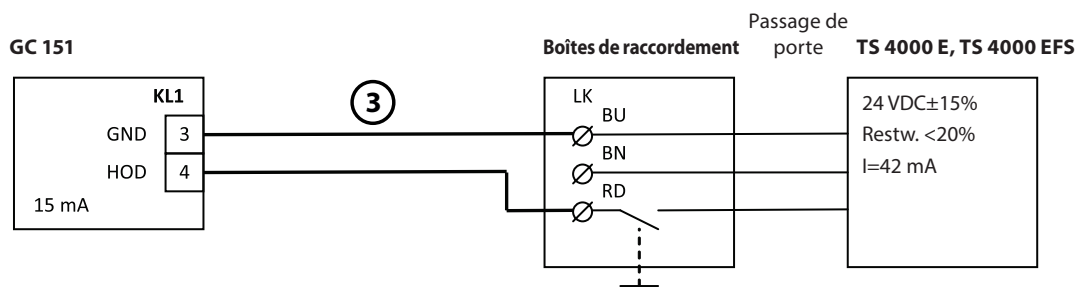 GC 151
Boîtes de raccordement
Passage de
porte
TS 4000 E, TS 4000 EFS
KL1
GND 3
HOD 4
15 mA
3
LK
BU
BN
RD
24 VDC±15%
Restw. <20%
I=42 mA